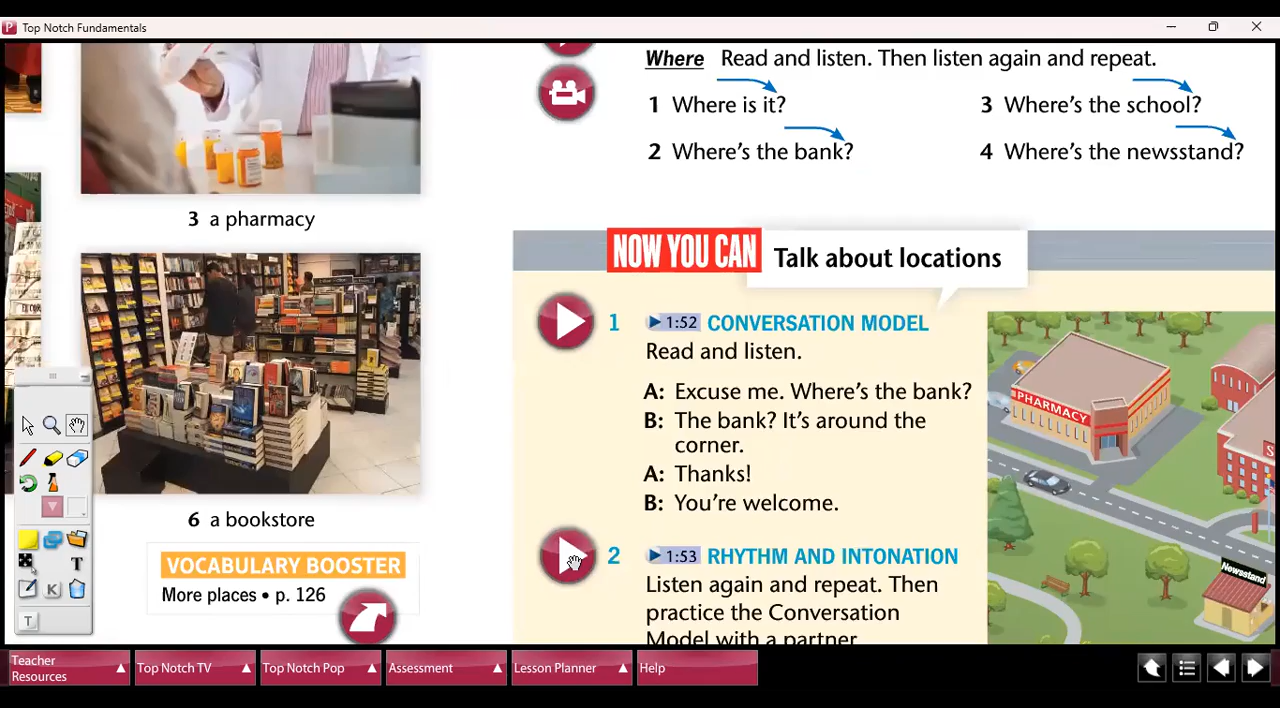 Top Notch Fundamentals
3 a pharmacy
6 a bookstore
VOCABULARY BOOSTER
More places • p. 126
Where Read and listen. Then listen again and repeat.
1 Where is it?
2 Where's the bank?
3 Where's the school?
4 Where's the newsstand?
NOW YOU CAN Talk about locations
1 1:52 CONVERSATION MODEL
Read and listen.
A: Excuse me. Where's the bank?
B: The bank? It's around the
corner.
A: Thanks!
B: You're welcome.
2 1:53 RHYTHM AND INTONATION
Listen again and repeat. Then
practice the Conversation
Model with a partner
PHARMACY
S
Newsstand
T
K
T
Teacher
Resources
Top Notch TV
Top Notch Pop
Assessment
Lesson Planner
Help